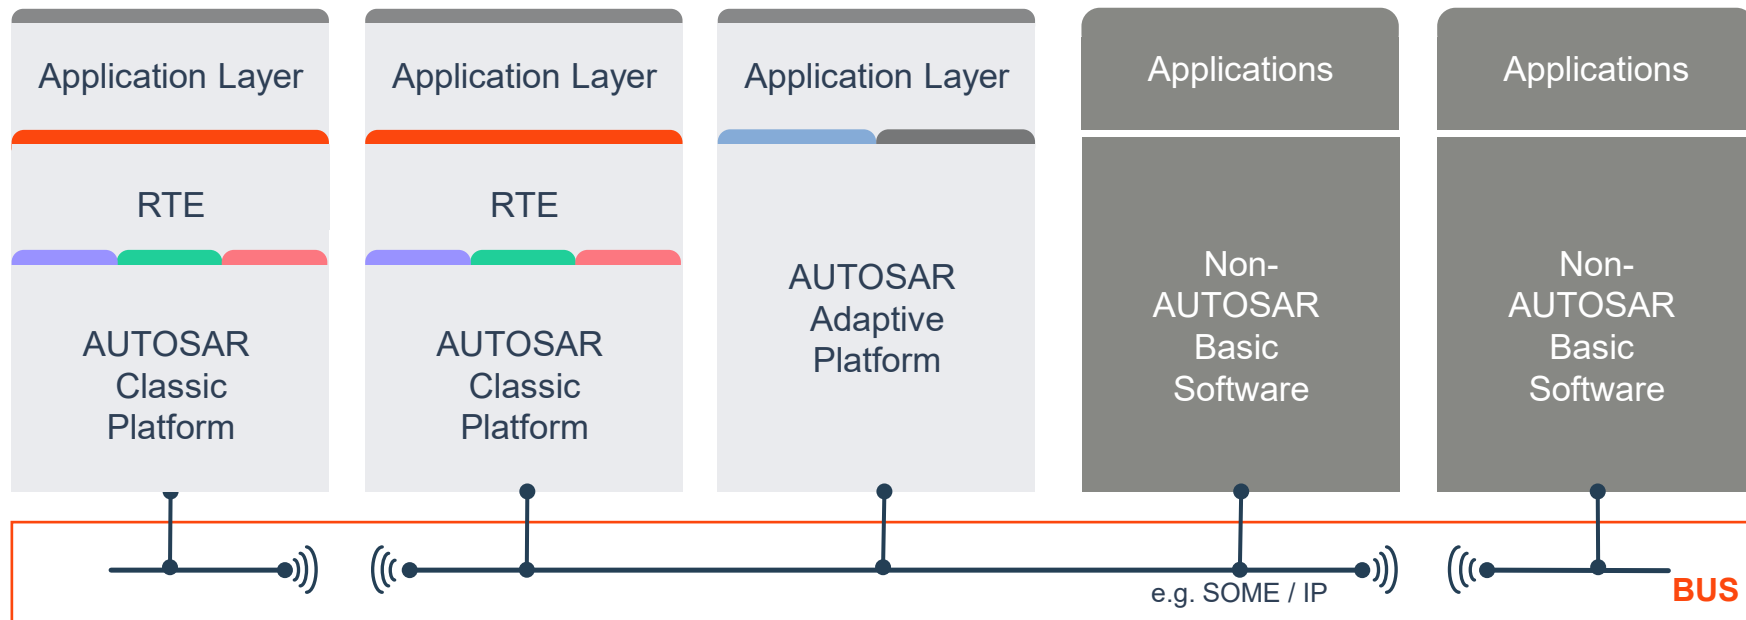 Application Layer
RTE
AUTOSAR
Classic
Platform
Application Layer
RTE
AUTOSAR
Classic
Platform
Application Layer
AUTOSAR
Adaptive
Platform
Applications
Non-
AUTOSAR
Basic
Software
Applications
Non-
AUTOSAR
Basic
Software
e.g. SOME / IP
BUS